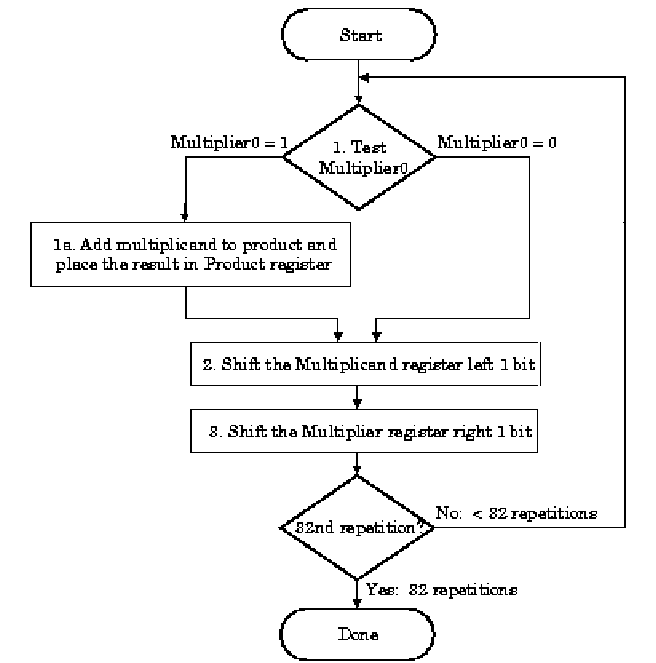 Start
Multiplier0 = 1
1. Test
Multiplier0
Multiplier0 = 0
1a. Add multiplicand to product and
place the result in Product register
2. Shift the Multiplicand register left 1 bit
3. Shift the Multiplier register right 1 bit
32nd repetition?
No: < 32 repetitions
Yes: 32 repetitions
Done